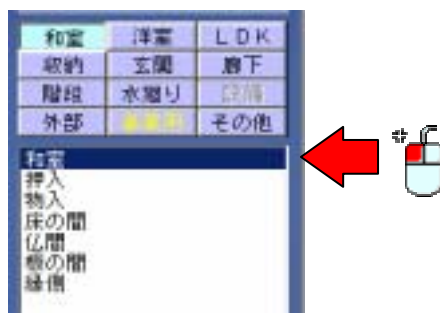 和室 洋室 LDK
収納 玄関 廊下
階段 水廻り
外部 その他
和室
押入
物入
床の間
仏間
板の間
縁側